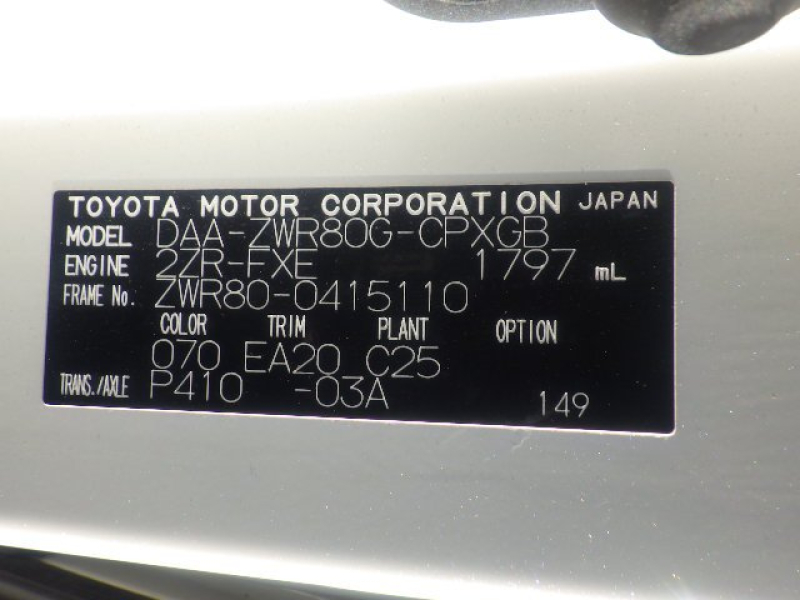 TOYOTA MOTOR CORPORATION JAPAN
MODEL DAA-ZWR80G-CPXGB
ENGINE 2ZR-FXE 1797 mL
FRAME No. ZWR80-0415110
COLOR TRIM PLANT OPTION
070 EA20 C25
TRANS./AXLE P410 -03A 149